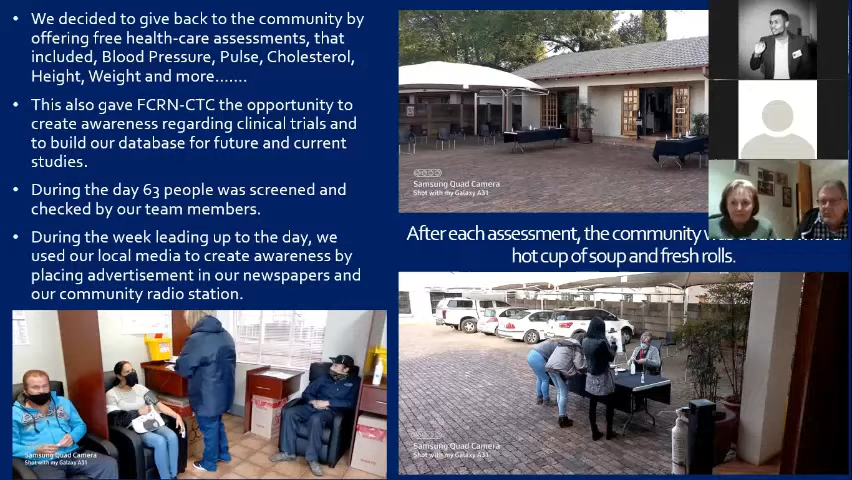 • We decided to give back to the community by
offering free health-care assessments, that
included, Blood Pressure, Pulse, Cholesterol,
Height, Weight and more.......
• This also gave FCRN-CTC the opportunity to
create awareness regarding clinical trials and
to build our database for future and current
studies.
• During the day 63 people was screened and
checked by our team members.
• During the week leading up to the day, we
used our local media to create awareness by
placing advertisement in our newspapers and
our community radio station.
Samsung Quad Camera
Shot with my Galaxy A31
After each assessment, the community
hot cup of soup and fresh rolls.
Samsung Quad Camera
Shot with my Galaxy A31
Samsung Quad Camera
Shot with my Galaxy A31